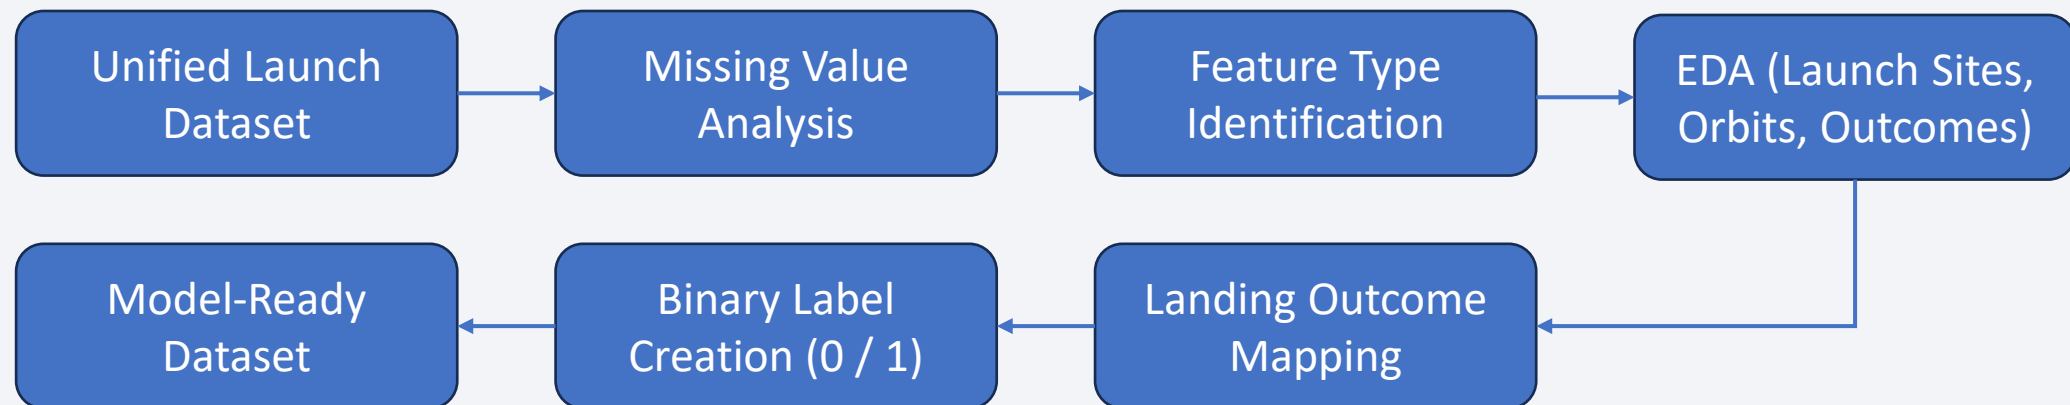 Unified Launch
Dataset
Missing Value
Analysis
Feature Type
Identification
EDA (Launch Sites,
Orbits, Outcomes)
Landing Outcome
Mapping
Binary Label
Creation (0 / 1)
Model-Ready
Dataset